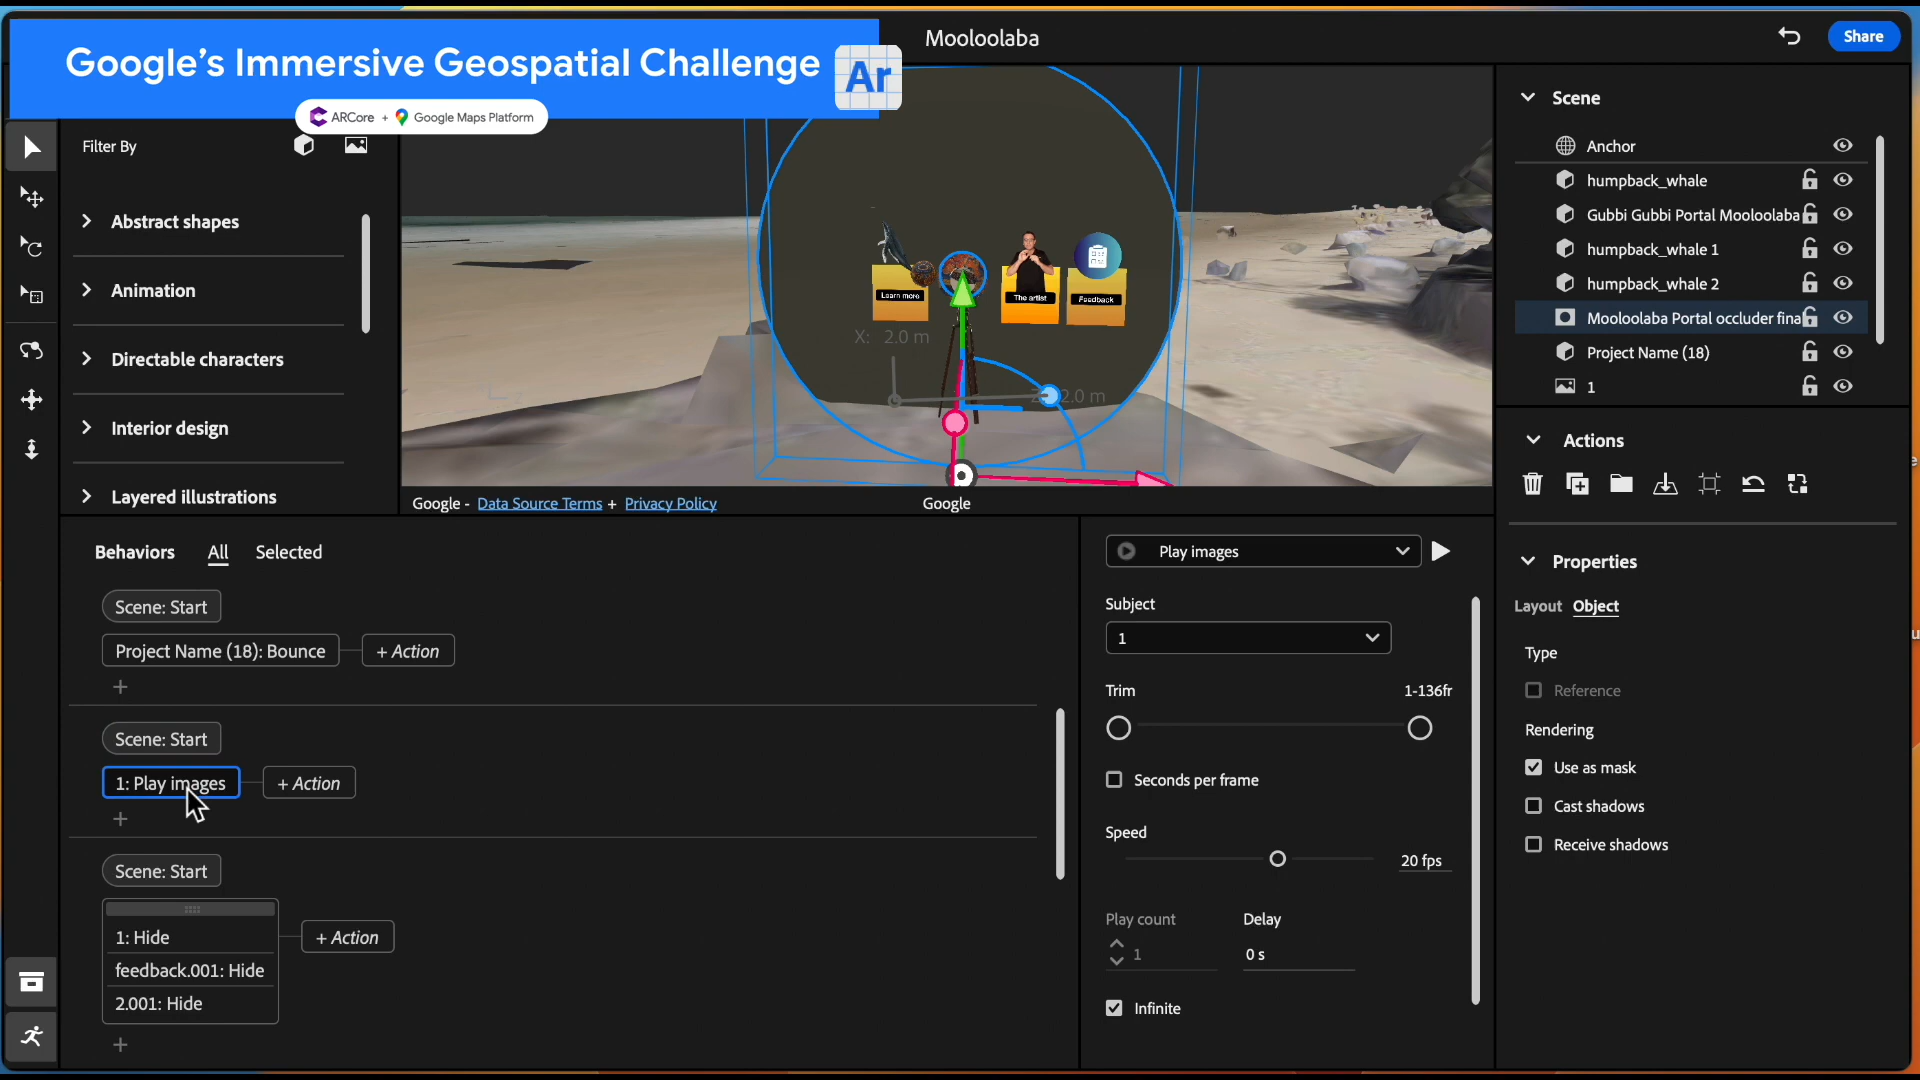 Google's Immersive Geospatial Challenge
Ar
ARCore + Google Maps Platform
Mooloolaba
Share
Filter By
Abstract shapes
Animation
Directable characters
Interior design
Layered illustrations
Learn more
The artist
Feedback
X: 2.0 m
2.0 m
Google - Data Source Terms + Privacy Policy
Google
Scene
Anchor
humpback_whale
Gubbi Gubbi Portal Mooloolaba
humpback_whale 1
humpback_whale 2
Mooloolaba Portal occluder fina
Project Name (18)
1
Actions
Properties
Layout Object
Type
Reference
Rendering
Use as mask
Cast shadows
Receive shadows
Behaviors All Selected
Scene: Start
Project Name (18): Bounce + Action
+
Scene: Start
1: Play images + Action
+
Scene: Start
1: Hide + Action
feedback.001: Hide
2.001: Hide
+
Play images
Subject
1
Trim 1-136fr
Seconds per frame
Speed
20 fps
Play count Delay
1 0 s
Infinite